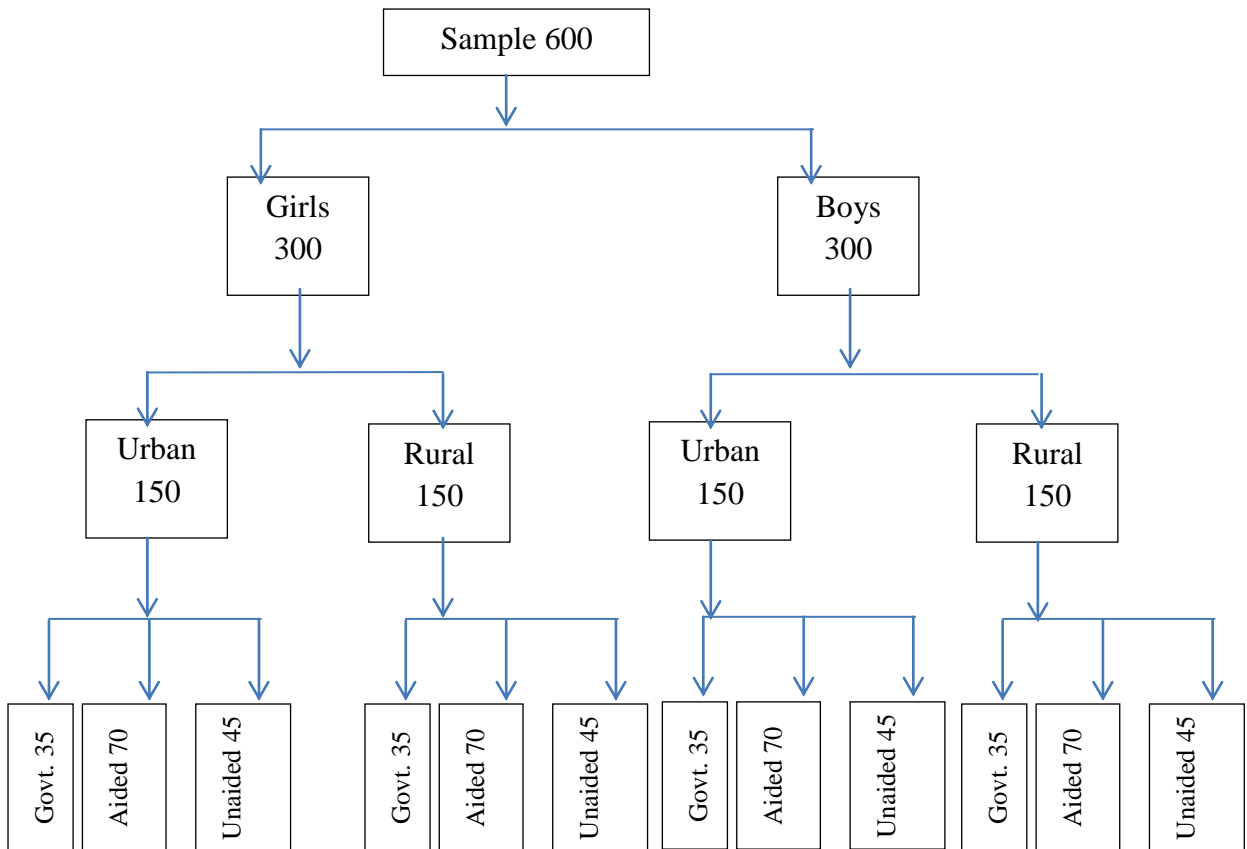 Sample 600
Girls
300
Boys
300
Urban
150
Rural
150
Urban
150
Rural
150
Govt. 35
Aided 70
Unaided 45
Govt. 35
Aided 70
Unaided 45
Govt. 35
Aided 70
Unaided 45
Govt. 35
Aided 70
Unaided 45